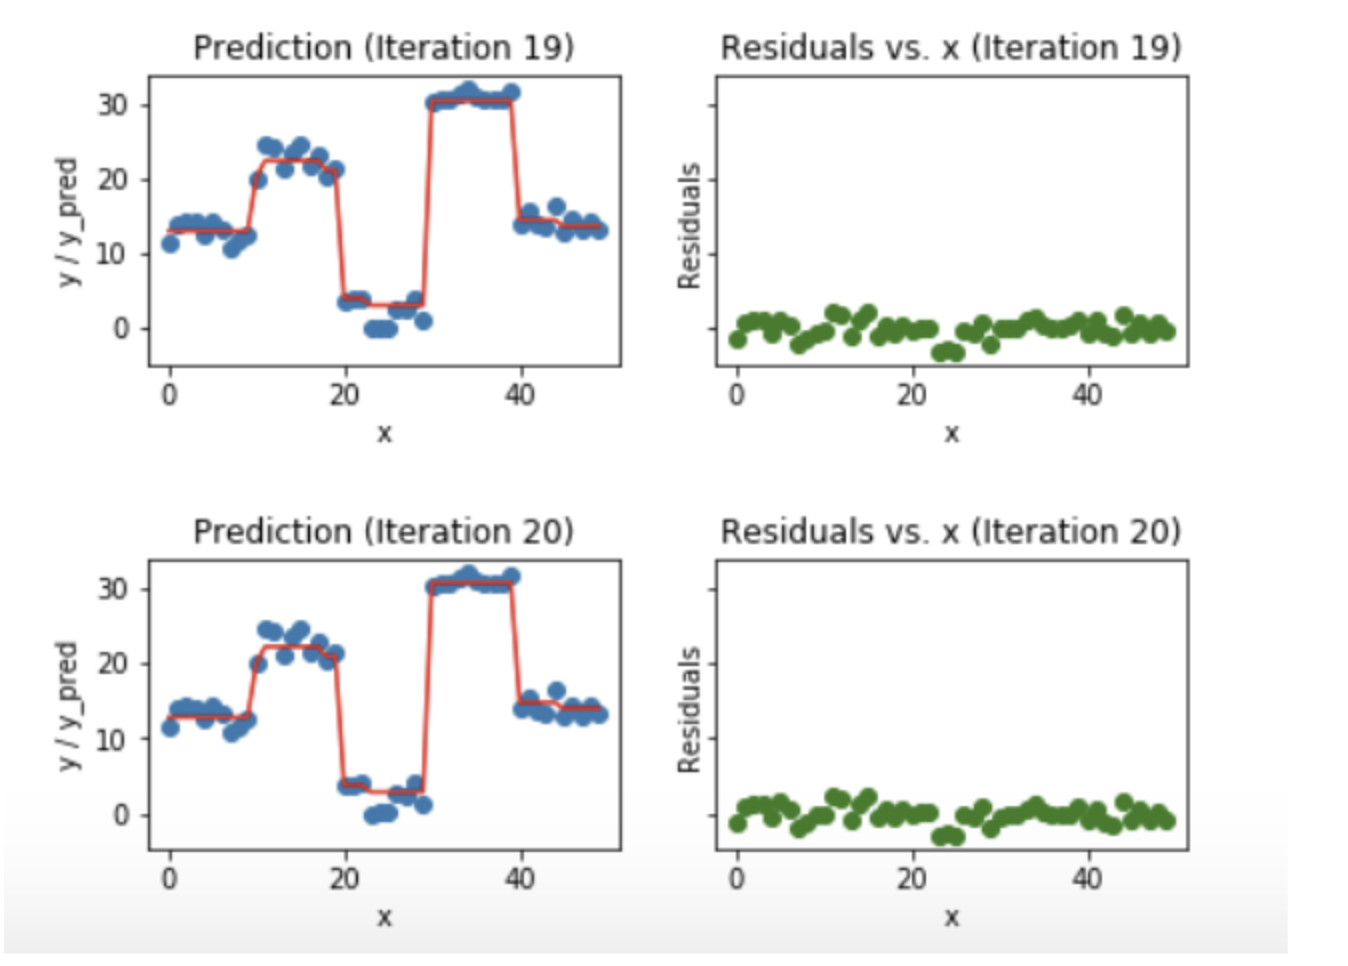 Prediction (Iteration 19)
Residuals vs. x (Iteration 19)
30
20
10
0
y / y_pred
Residuals
0
20
40
0
20
40
x
x
Prediction (Iteration 20)
Residuals vs. x (Iteration 20)
30
20
10
0
y / y_pred
Residuals
0
20
40
0
20
40
x
x